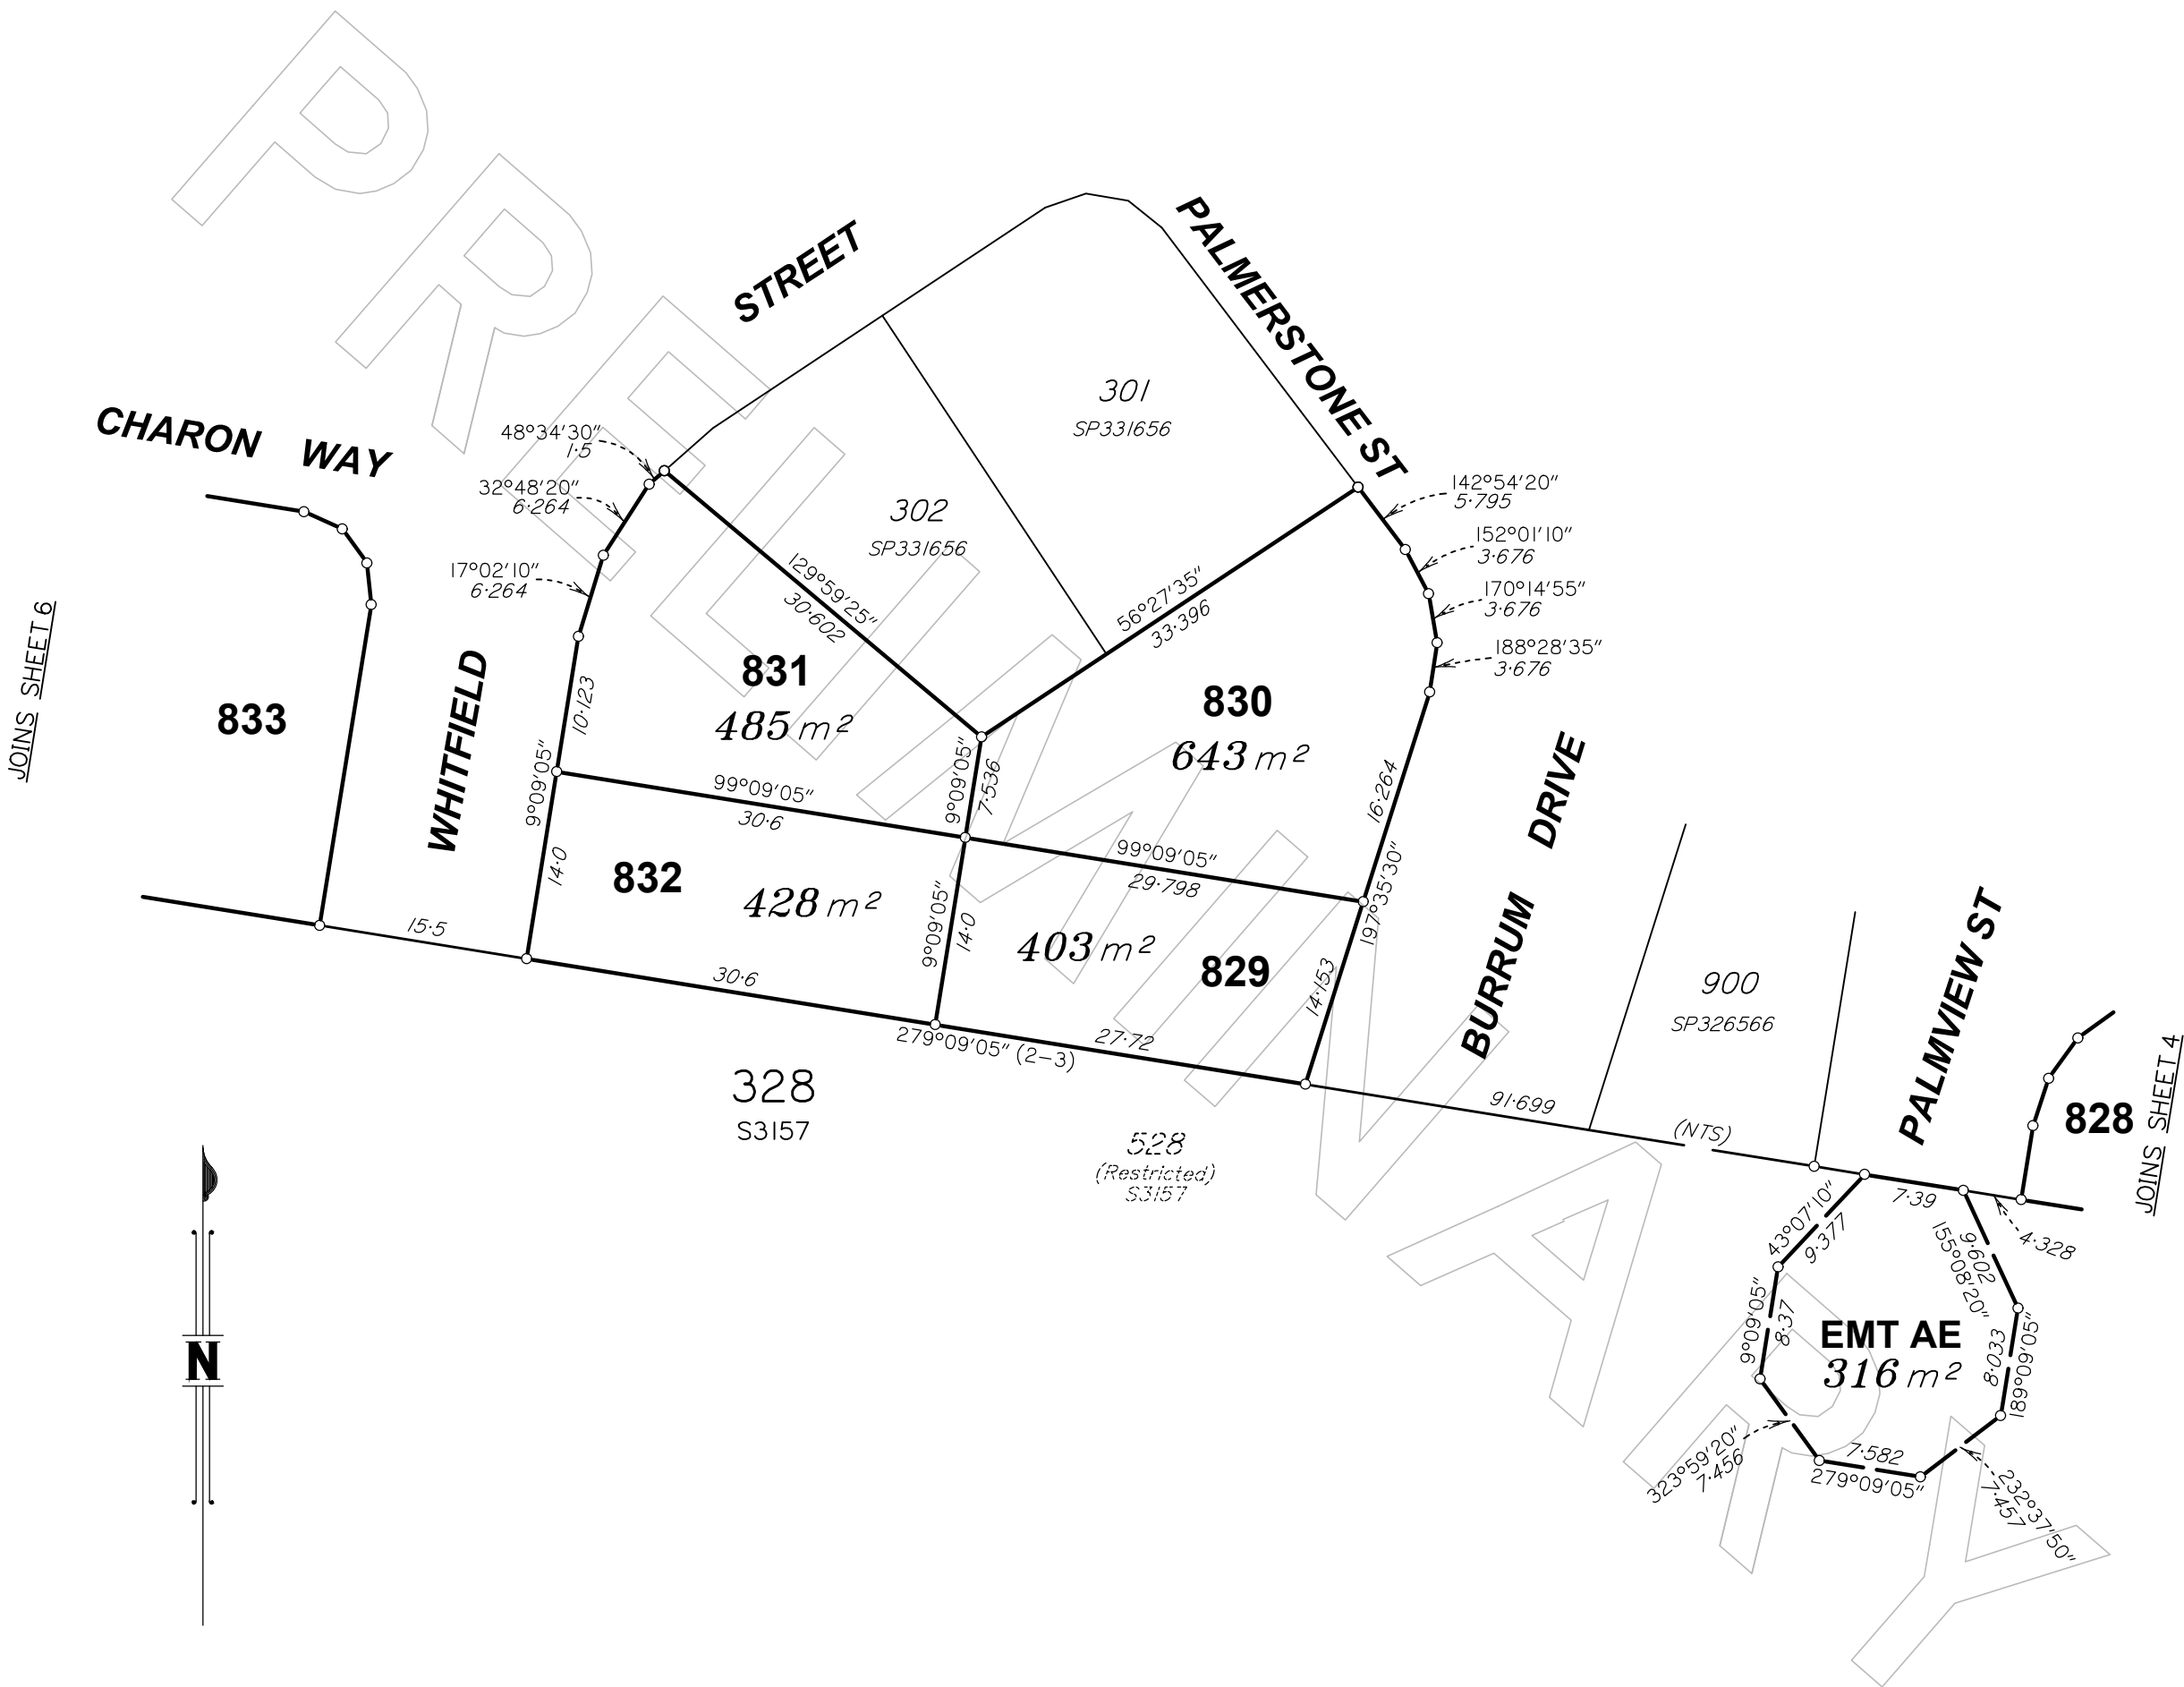 PRELIMINARY
STREET
PALMERSTONE ST
CHARON WAY
301
SP331656
302
SP331656
48°34'30"
1·5
32°48'20"
6·264
17°02'10"
6·264
142°54'20"
5·795
152°01'10"
3·676
170°14'55"
3·676
188°28'35"
3·676
129°59'25"
30·602
56°27'35"
33·396
JOINS SHEET 6
833
WHITFIELD
831
485 m²
830
643 m²
10·123
9°09'05"
14·0
99°09'05"
30·6
9°09'05"
7·536
99°09'05"
29·798
16·264
197°35'30"
14·153
BURRUM DRIVE
832
428 m²
9°09'05"
14·0
403 m²
829
15·5
30·6
279°09'05" (2-3)
27·72
91·699
(NTS)
900
SP326566
PALMVIEW ST
828
JOINS SHEET 4
328
S3157
528
(Restricted)
S3157
7·39
4·328
43°07'10"
9·377
9·602
155°08'20"
9°09'05"
8·37
EMT AE
316 m²
8·033
189°09'05"
323°59'20"
7·456
7·582
279°09'05"
232°37'50"
7·457
N